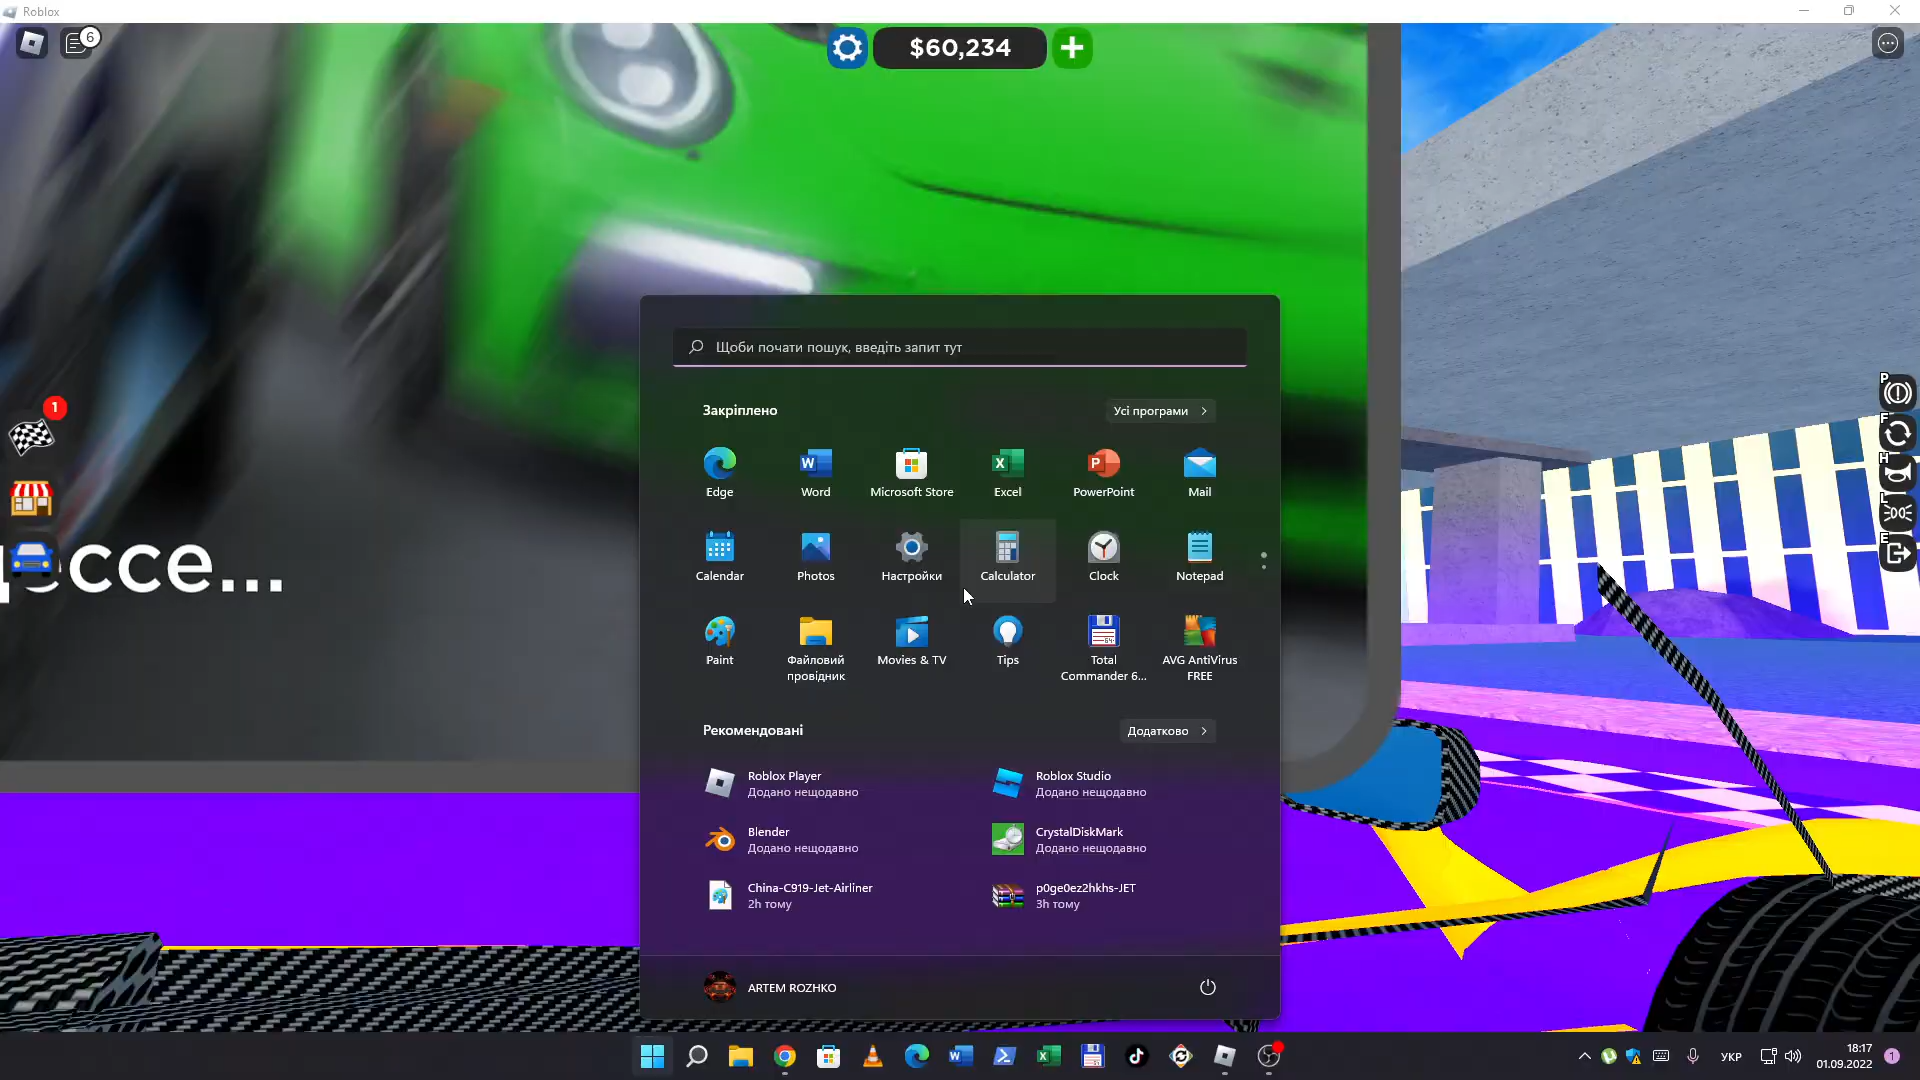 Roblox
6
$60,234
1
ессе...
P
F
H
L
E
Щоби почати пошук, введіть запит тут
Закріплено
Усі програми
Edge
Word
Microsoft Store
Excel
PowerPoint
Mail
Calendar
Photos
Настройки
Calculator
Clock
Notepad
Paint
Файловий провідник
Movies & TV
Tips
Total Commander 6...
AVG AntiVirus FREE
Рекомендовані
Додатково
Roblox Player
Додано нещодавно
Roblox Studio
Додано нещодавно
Blender
Додано нещодавно
CrystalDiskMark
Додано нещодавно
China-C919-Jet-Airliner
2h тому
p0ge0ez2hkhs-JET
3h тому
ARTEM ROZHKO
УКР
18:17
01.09.2022
1